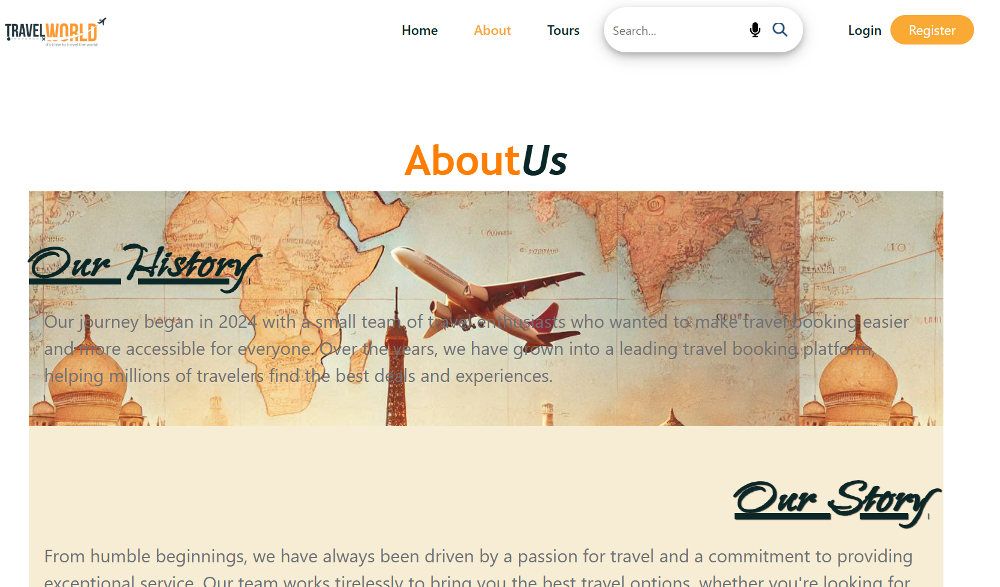 TRAVELWORLD
it's time to travel the world
Home About Tours Search... Login Register
AboutUs
Our History
Our journey began in 2024 with a small team of travel enthusiasts who wanted to make travel booking easier
and more accessible for everyone. Over the years, we have grown into a leading travel booking platform,
helping millions of travelers find the best deals and experiences.
Our Story
From humble beginnings, we have always been driven by a passion for travel and a commitment to providing
exceptional service. Our team works tirelessly to bring you the best travel options, whether you're looking for